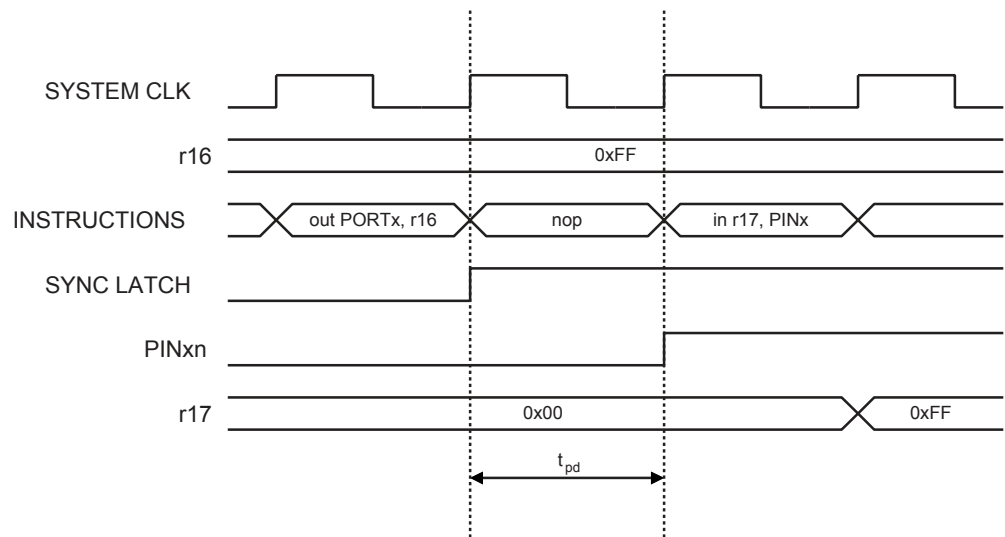 SYSTEM CLK
r16
0xFF
INSTRUCTIONS
out PORTx, r16
nop
in r17, PINx
SYNC LATCH
PINxn
r17
0x00
0xFF
tpd